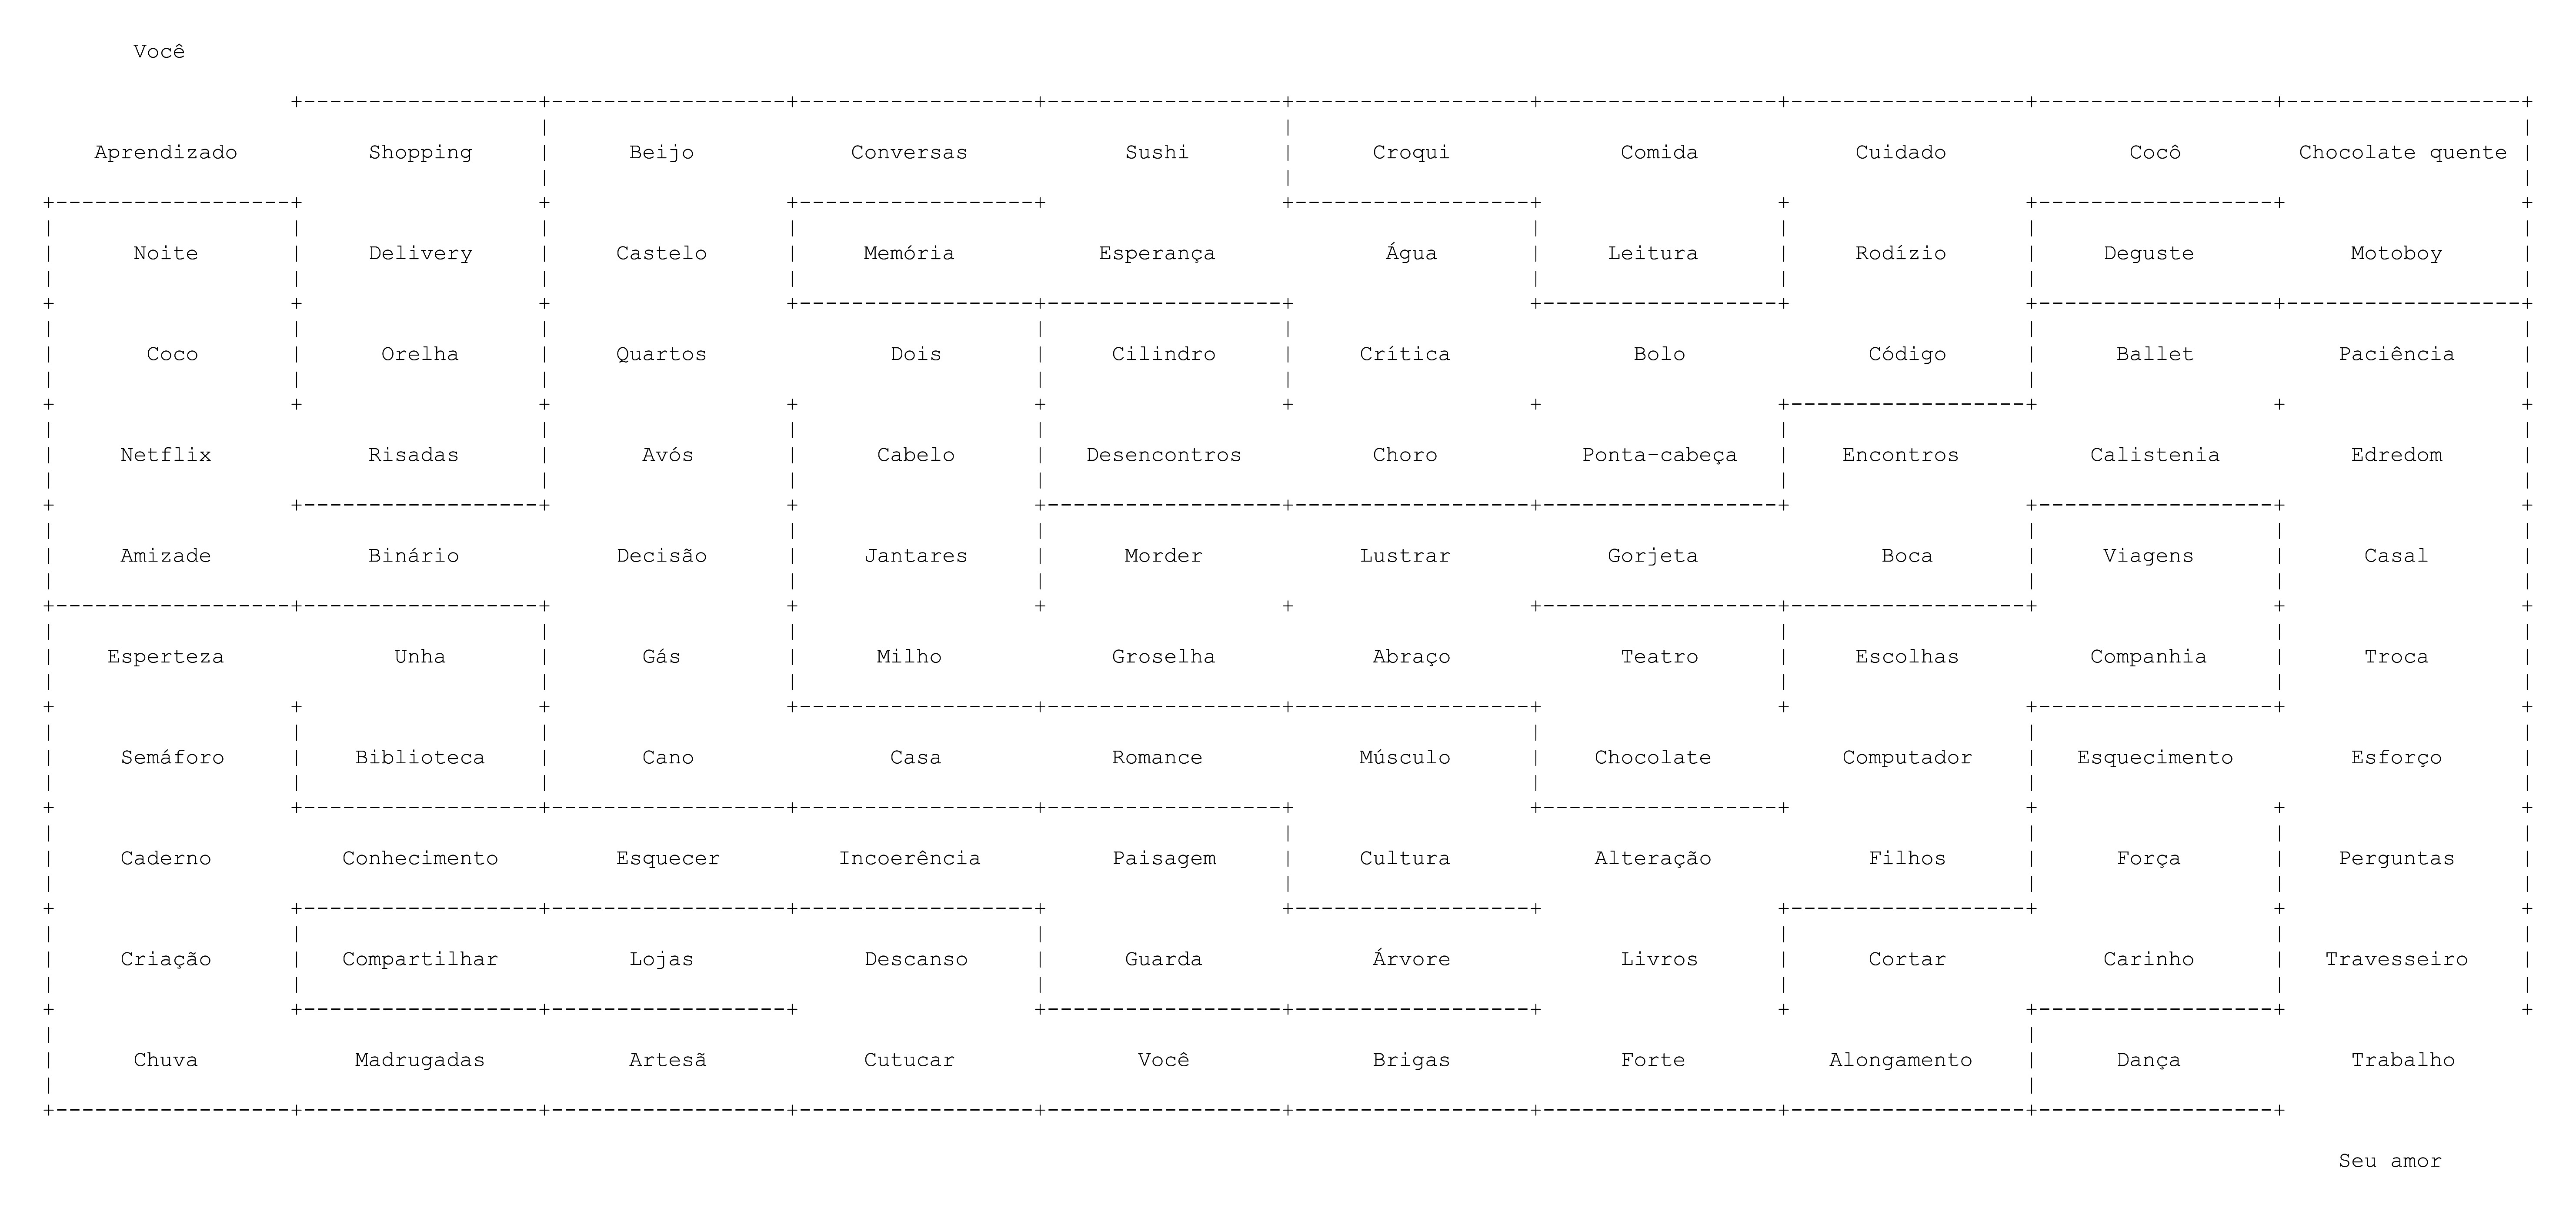 Você
Aprendizado Shopping Beijo Conversas Sushi Croqui Comida Cuidado Cocô Chocolate quente
Noite Delivery Castelo Memória Esperança Água Leitura Rodízio Deguste Motoboy
Coco Orelha Quartos Dois Cilindro Crítica Bolo Código Ballet Paciência
Netflix Risadas Avós Cabelo Desencontros Choro Ponta-cabeça Encontros Calistenia Edredom
Amizade Binário Decisão Jantares Morder Lustrar Gorjeta Boca Viagens Casal
Esperteza Unha Gás Milho Groselha Abraço Teatro Escolhas Companhia Troca
Semáforo Biblioteca Cano Casa Romance Músculo Chocolate Computador Esquecimento Esforço
Caderno Conhecimento Esquecer Incoerência Paisagem Cultura Alteração Filhos Força Perguntas
Criação Compartilhar Lojas Descanso Guarda Árvore Livros Cortar Carinho Travesseiro
Chuva Madrugadas Artesã Cutucar Você Brigas Forte Alongamento Dança Trabalho
Seu amor